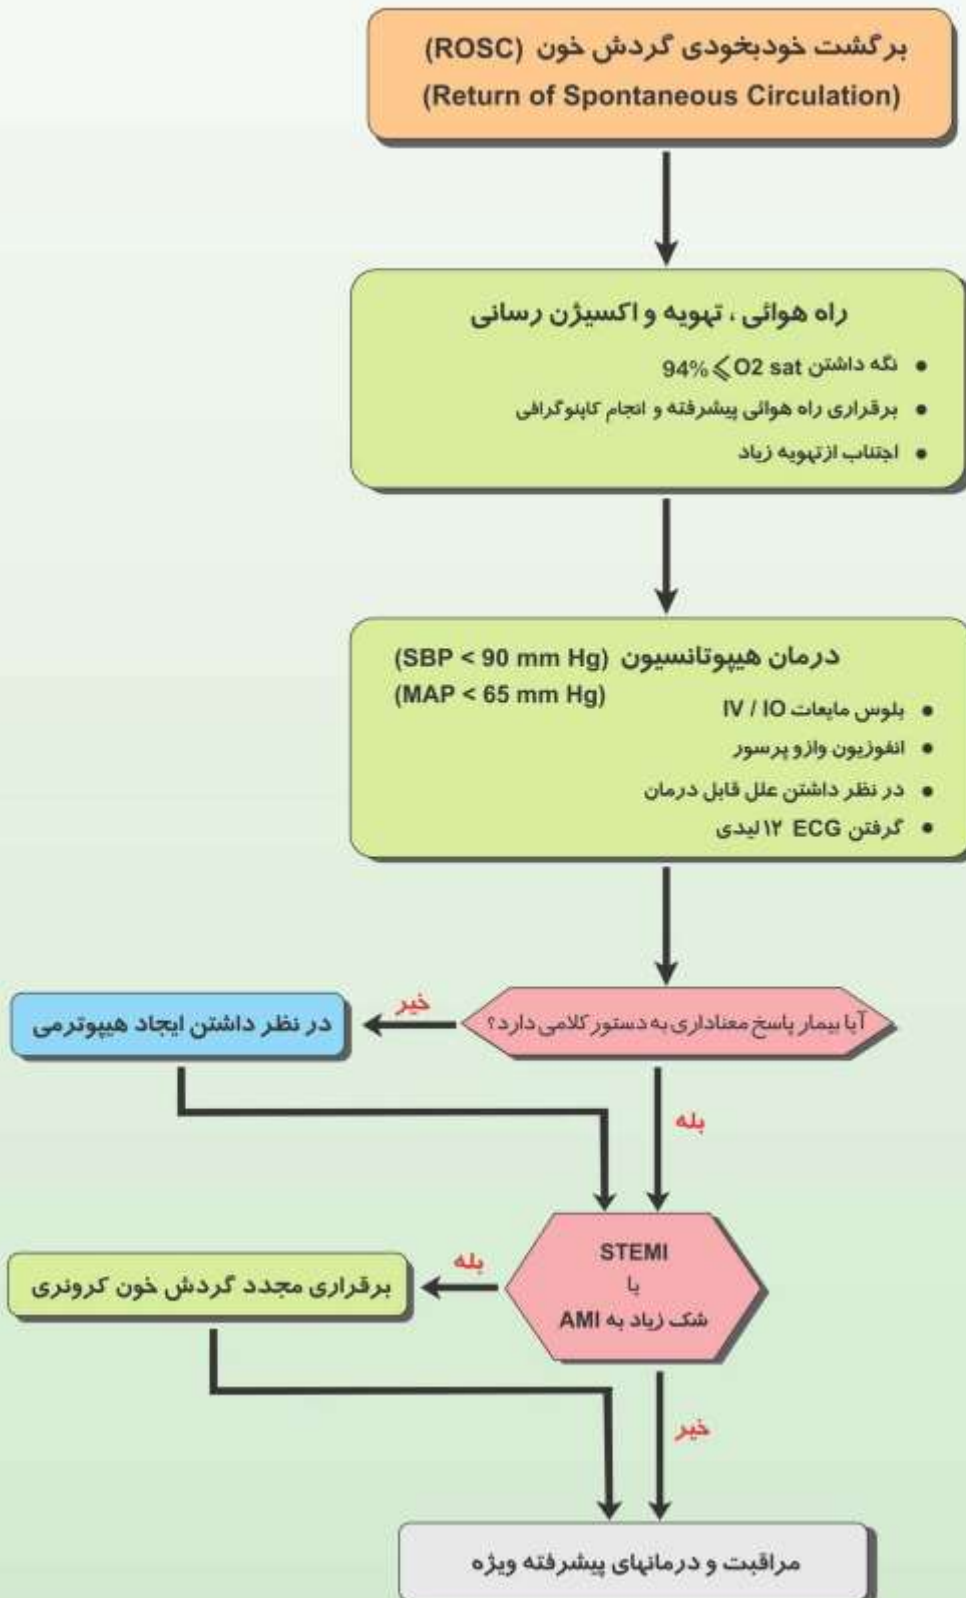 برگشت خودبخودی گردش خون (ROSC)
(Return of Spontaneous Circulation)
راه هوائی ، تهویه و اکسیژن رسانی
● نگه داشتن O2 sat ⩾ 94%
● برقراری راه هوائی پیشرفته و انجام کاپنوگرافی
● اجتناب ازتهویه زیاد
درمان هیپوتانسیون (SBP < 90 mm Hg)
(MAP < 65 mm Hg)
● بلوس مایعات IV / IO
● انفوزیون وازو پرسور
● در نظر داشتن علل قابل درمان
● گرفتن ECG ۱۲لیدی
آیا بیمار پاسخ معناداری به دستور کلامی دارد؟
خیر
در نظر داشتن ایجاد هیپوترمی
بله
STEMI
یا
شک زیاد به AMI
بله
برقراری مجدد گردش خون کرونری
خیر
مراقبت و درمانهای پیشرفته ویژه